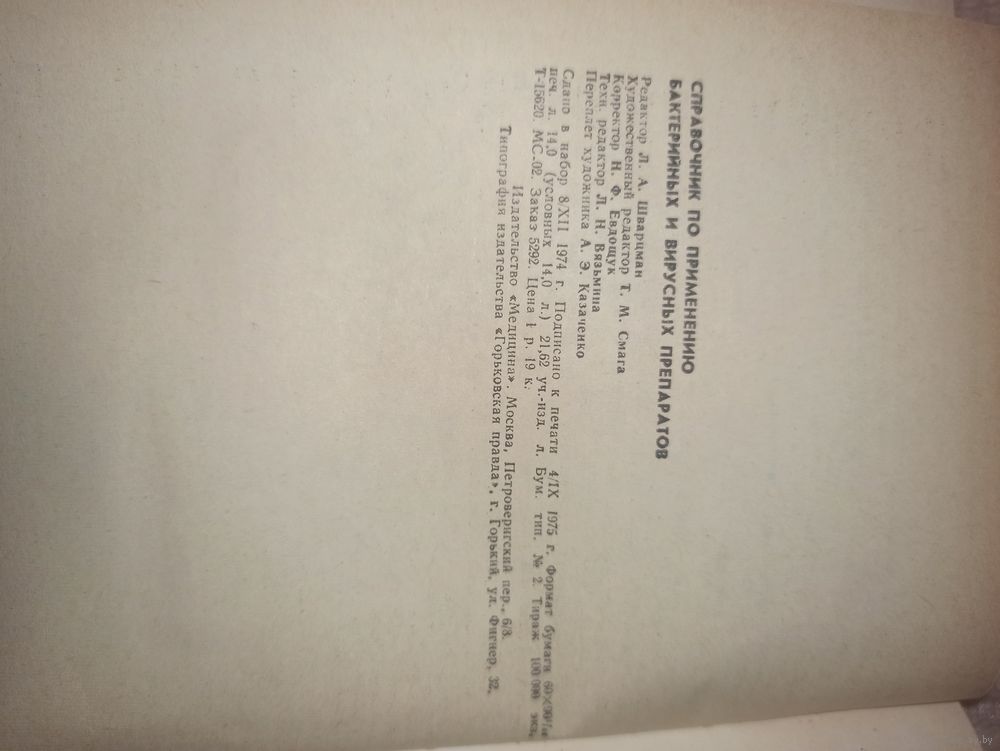 СПРАВОЧНИК ПО ПРИМЕНЕНИЮ
БАКТЕРИЙНЫХ И ВИРУСНЫХ ПРЕПАРАТОВ
Редактор Л. А. Шварцман
Художественный редактор Т. М. Смага
Корректор Н. Ф. Евдощук
Техн. редактор Л. Н. Вязьмина
Переплет художника А. Э. Казаченко
Сдано в набор 8/XII 1974 г. Подписано к печати 4/IX 1975 г. Формат бумаги 60×90¹/₁₆
печ. л. 14,0 (условных 14,0 л.) 21,62 уч.-изд. л. Бум. тип. № 2. Тираж 100 000 экз.
Т-15620. МС-02. Заказ 5292. Цена 1 р. 19 к.
Издательство «Медицина». Москва, Петроверигский пер., 6/8.
Типография издательства «Горьковская правда», г. Горький, ул. Фигнер, 32.